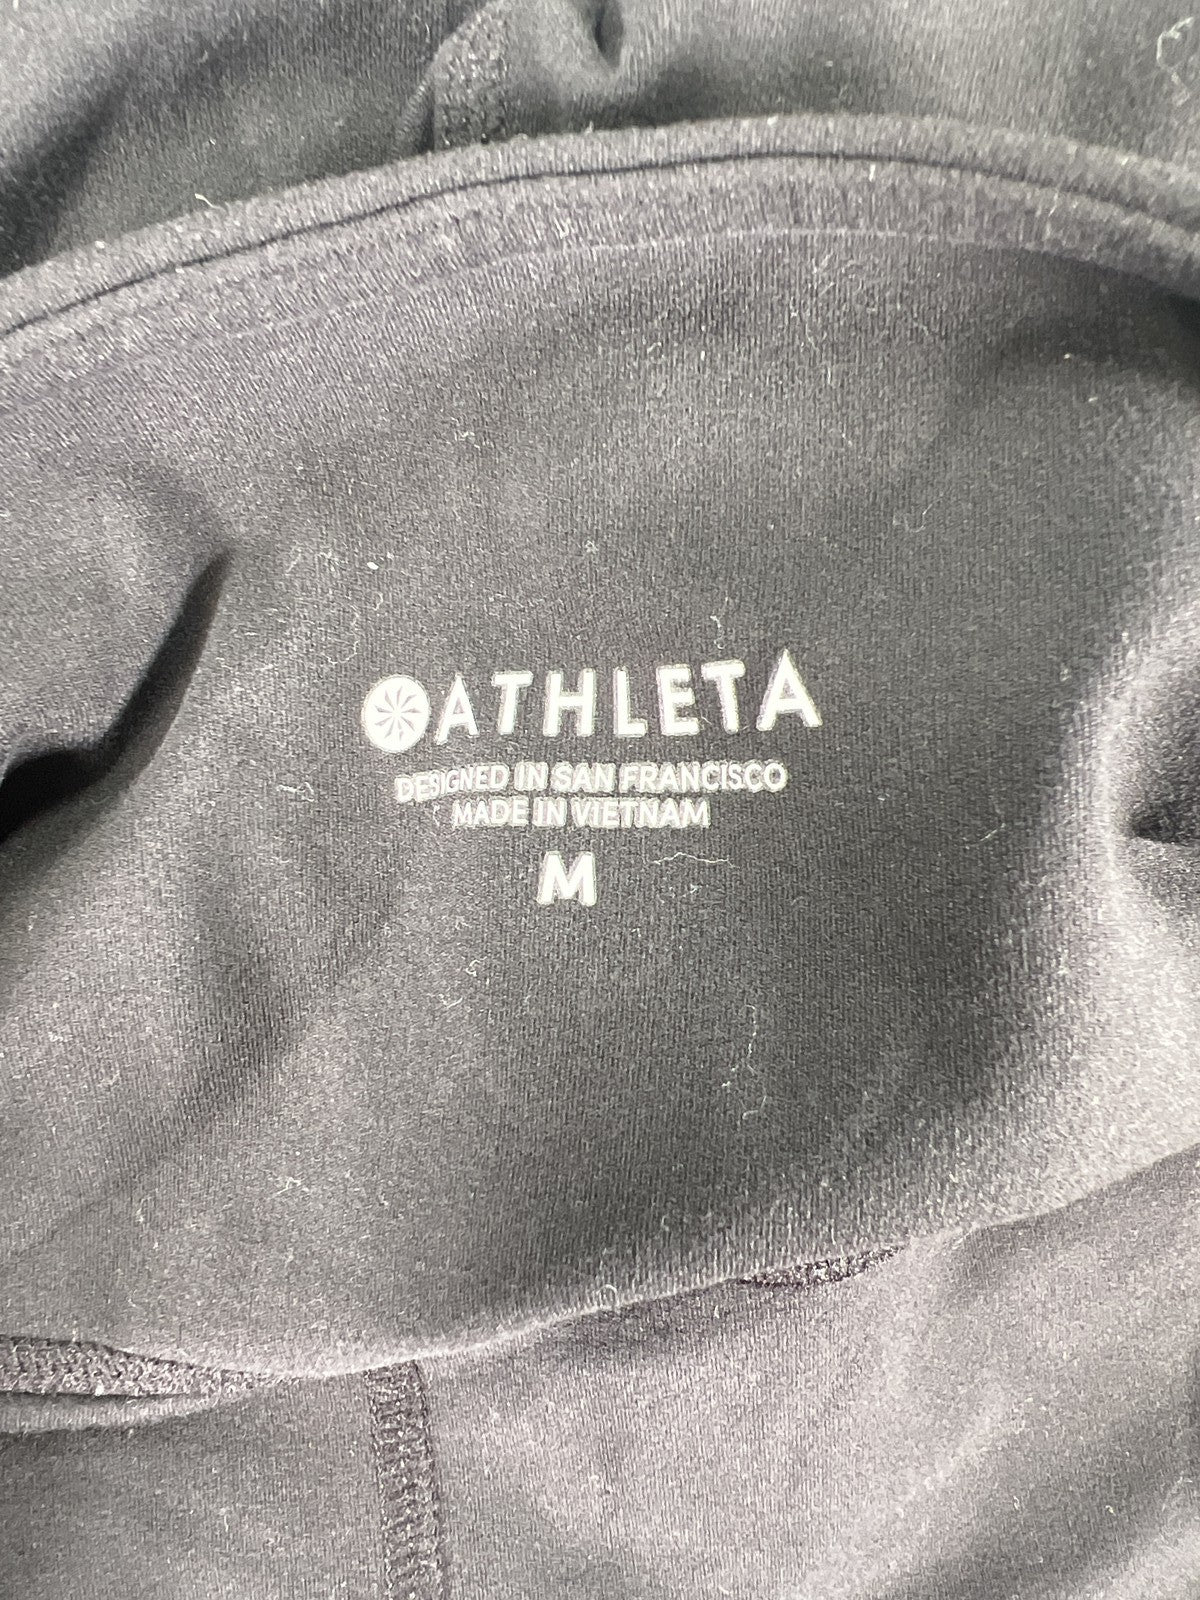 ATHLETA
DESIGNED IN SAN FRANCISCO
MADE IN VIETNAM
M